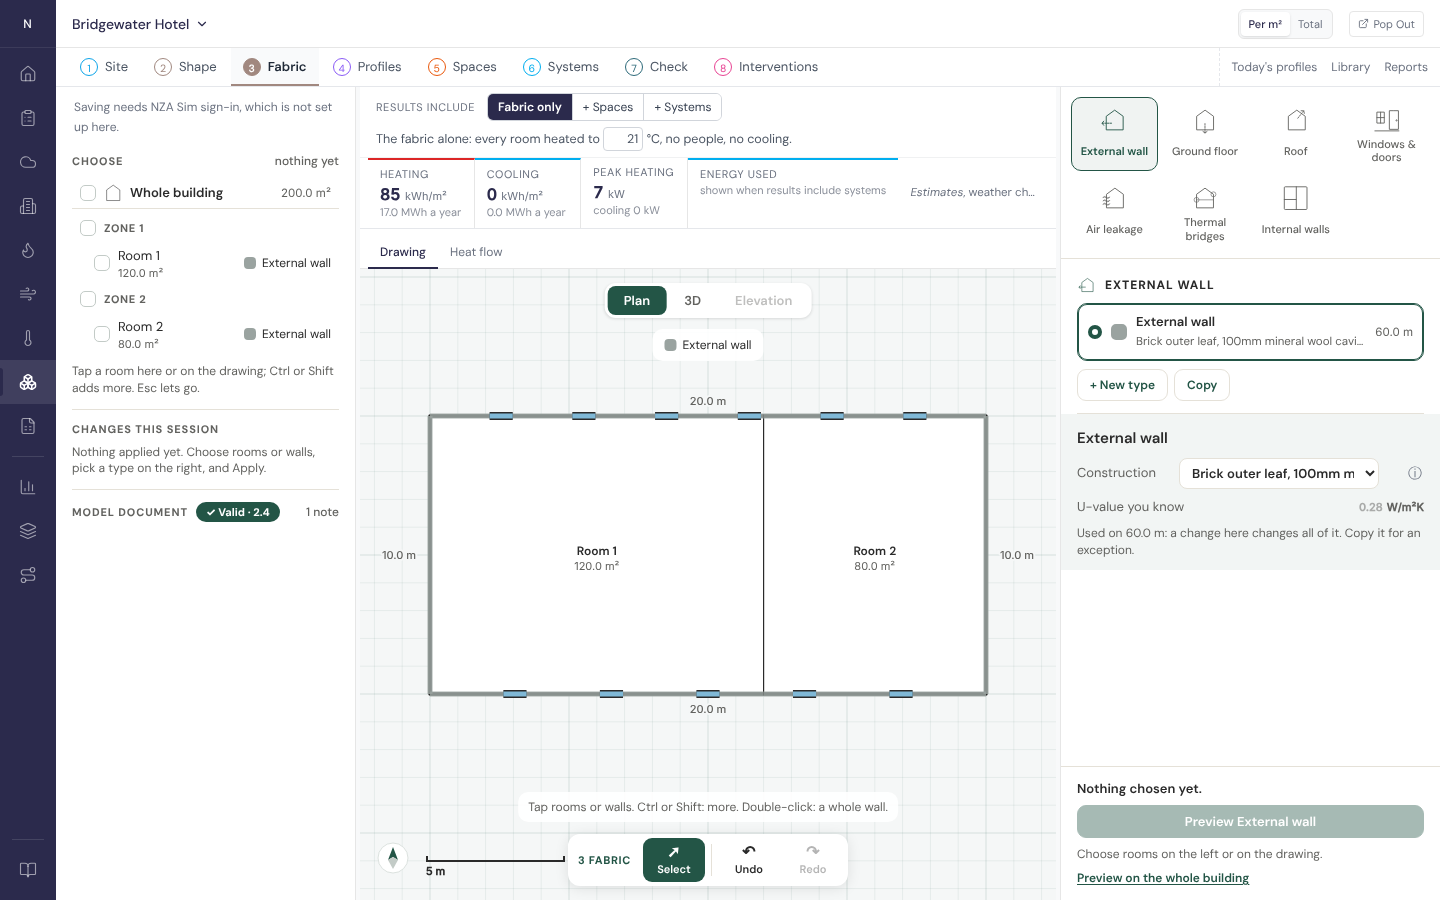 N
Bridgewater Hotel
Per m²
Total
Pop Out
1 Site
2 Shape
3 Fabric
4 Profiles
5 Spaces
6 Systems
7 Check
8 Interventions
Today's profiles
Library
Reports
Saving needs NZA Sim sign-in, which is not set
up here.
CHOOSE
nothing yet
Whole building
200.0 m²
ZONE 1
Room 1
120.0 m²
External wall
ZONE 2
Room 2
80.0 m²
External wall
Tap a room here or on the drawing; Ctrl or Shift
adds more. Esc lets go.
CHANGES THIS SESSION
Nothing applied yet. Choose rooms or walls,
pick a type on the right, and Apply.
MODEL DOCUMENT
✓ Valid · 2.4
1 note
RESULTS INCLUDE
Fabric only
+ Spaces
+ Systems
The fabric alone: every room heated to 21 °C, no people, no cooling.
HEATING
85 kWh/m²
17.0 MWh a year
COOLING
0 kWh/m²
0.0 MWh a year
PEAK HEATING
7 kW
cooling 0 kW
ENERGY USED
shown when results include systems
Estimates, weather ch...
Drawing
Heat flow
Plan
3D
Elevation
External wall
20.0 m
10.0 m
Room 1
120.0 m²
Room 2
80.0 m²
10.0 m
20.0 m
Tap rooms or walls. Ctrl or Shift: more. Double-click: a whole wall.
5 m
3 FABRIC
Select
Undo
Redo
External wall
Ground floor
Roof
Windows &
doors
Air leakage
Thermal
bridges
Internal walls
EXTERNAL WALL
External wall
Brick outer leaf, 100mm mineral wool cavi...
60.0 m
+ New type
Copy
External wall
Construction
Brick outer leaf, 100mm m
U-value you know
0.28 W/m²K
Used on 60.0 m: a change here changes all of it. Copy it for an
exception.
Nothing chosen yet.
Preview External wall
Choose rooms on the left or on the drawing.
Preview on the whole building